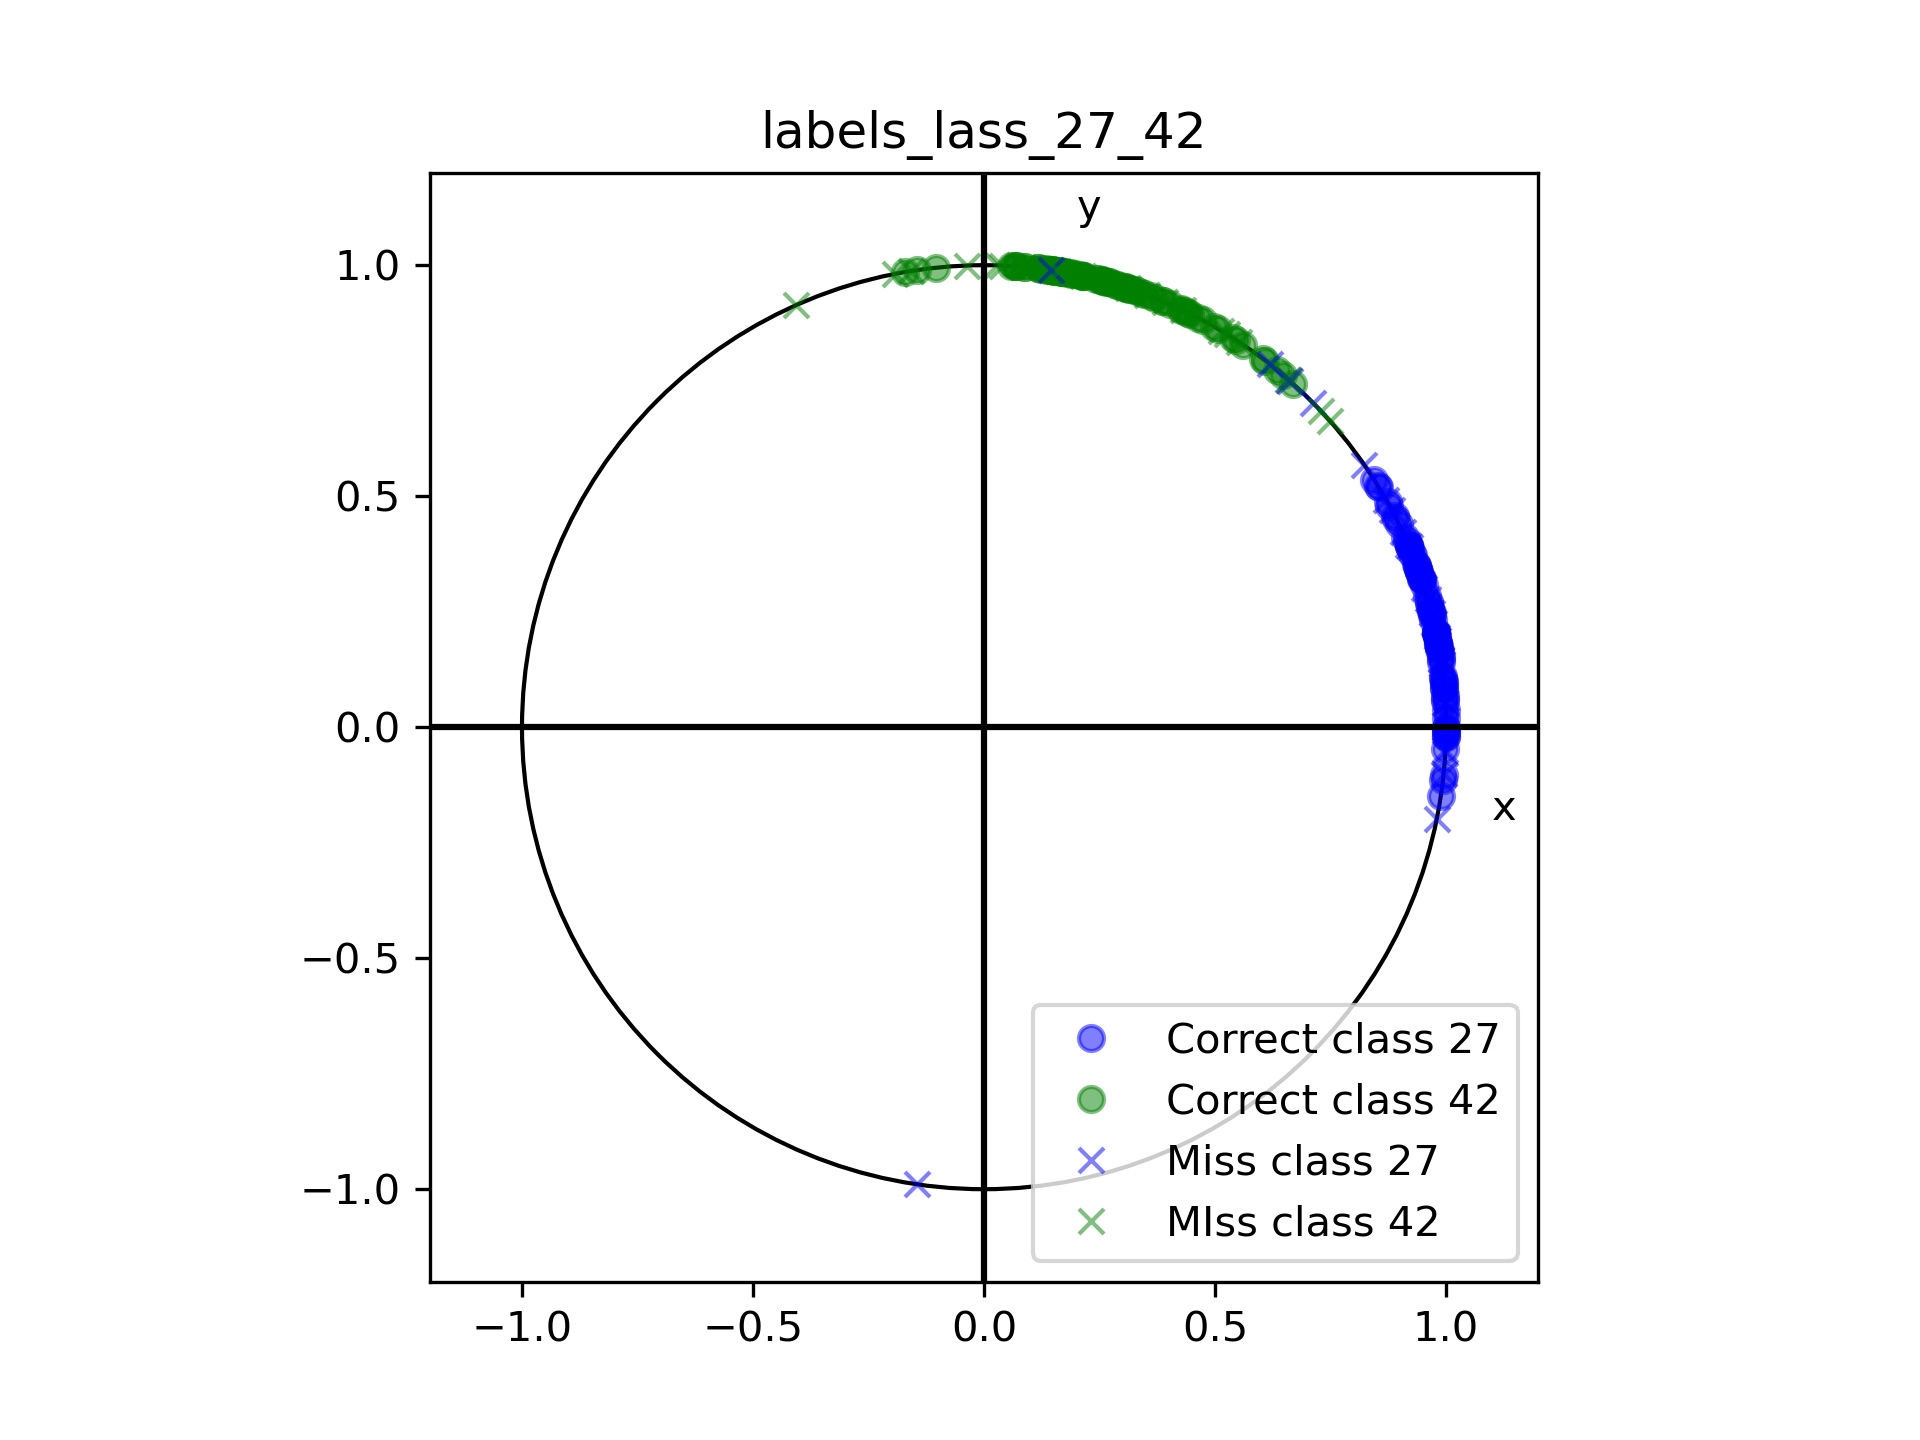 labels_lass_27_42
y
1.0
0.5
0.0
−0.5
−1.0
x
Correct class 27
Correct class 42
Miss class 27
MIss class 42
−1.0 −0.5 0.0 0.5 1.0